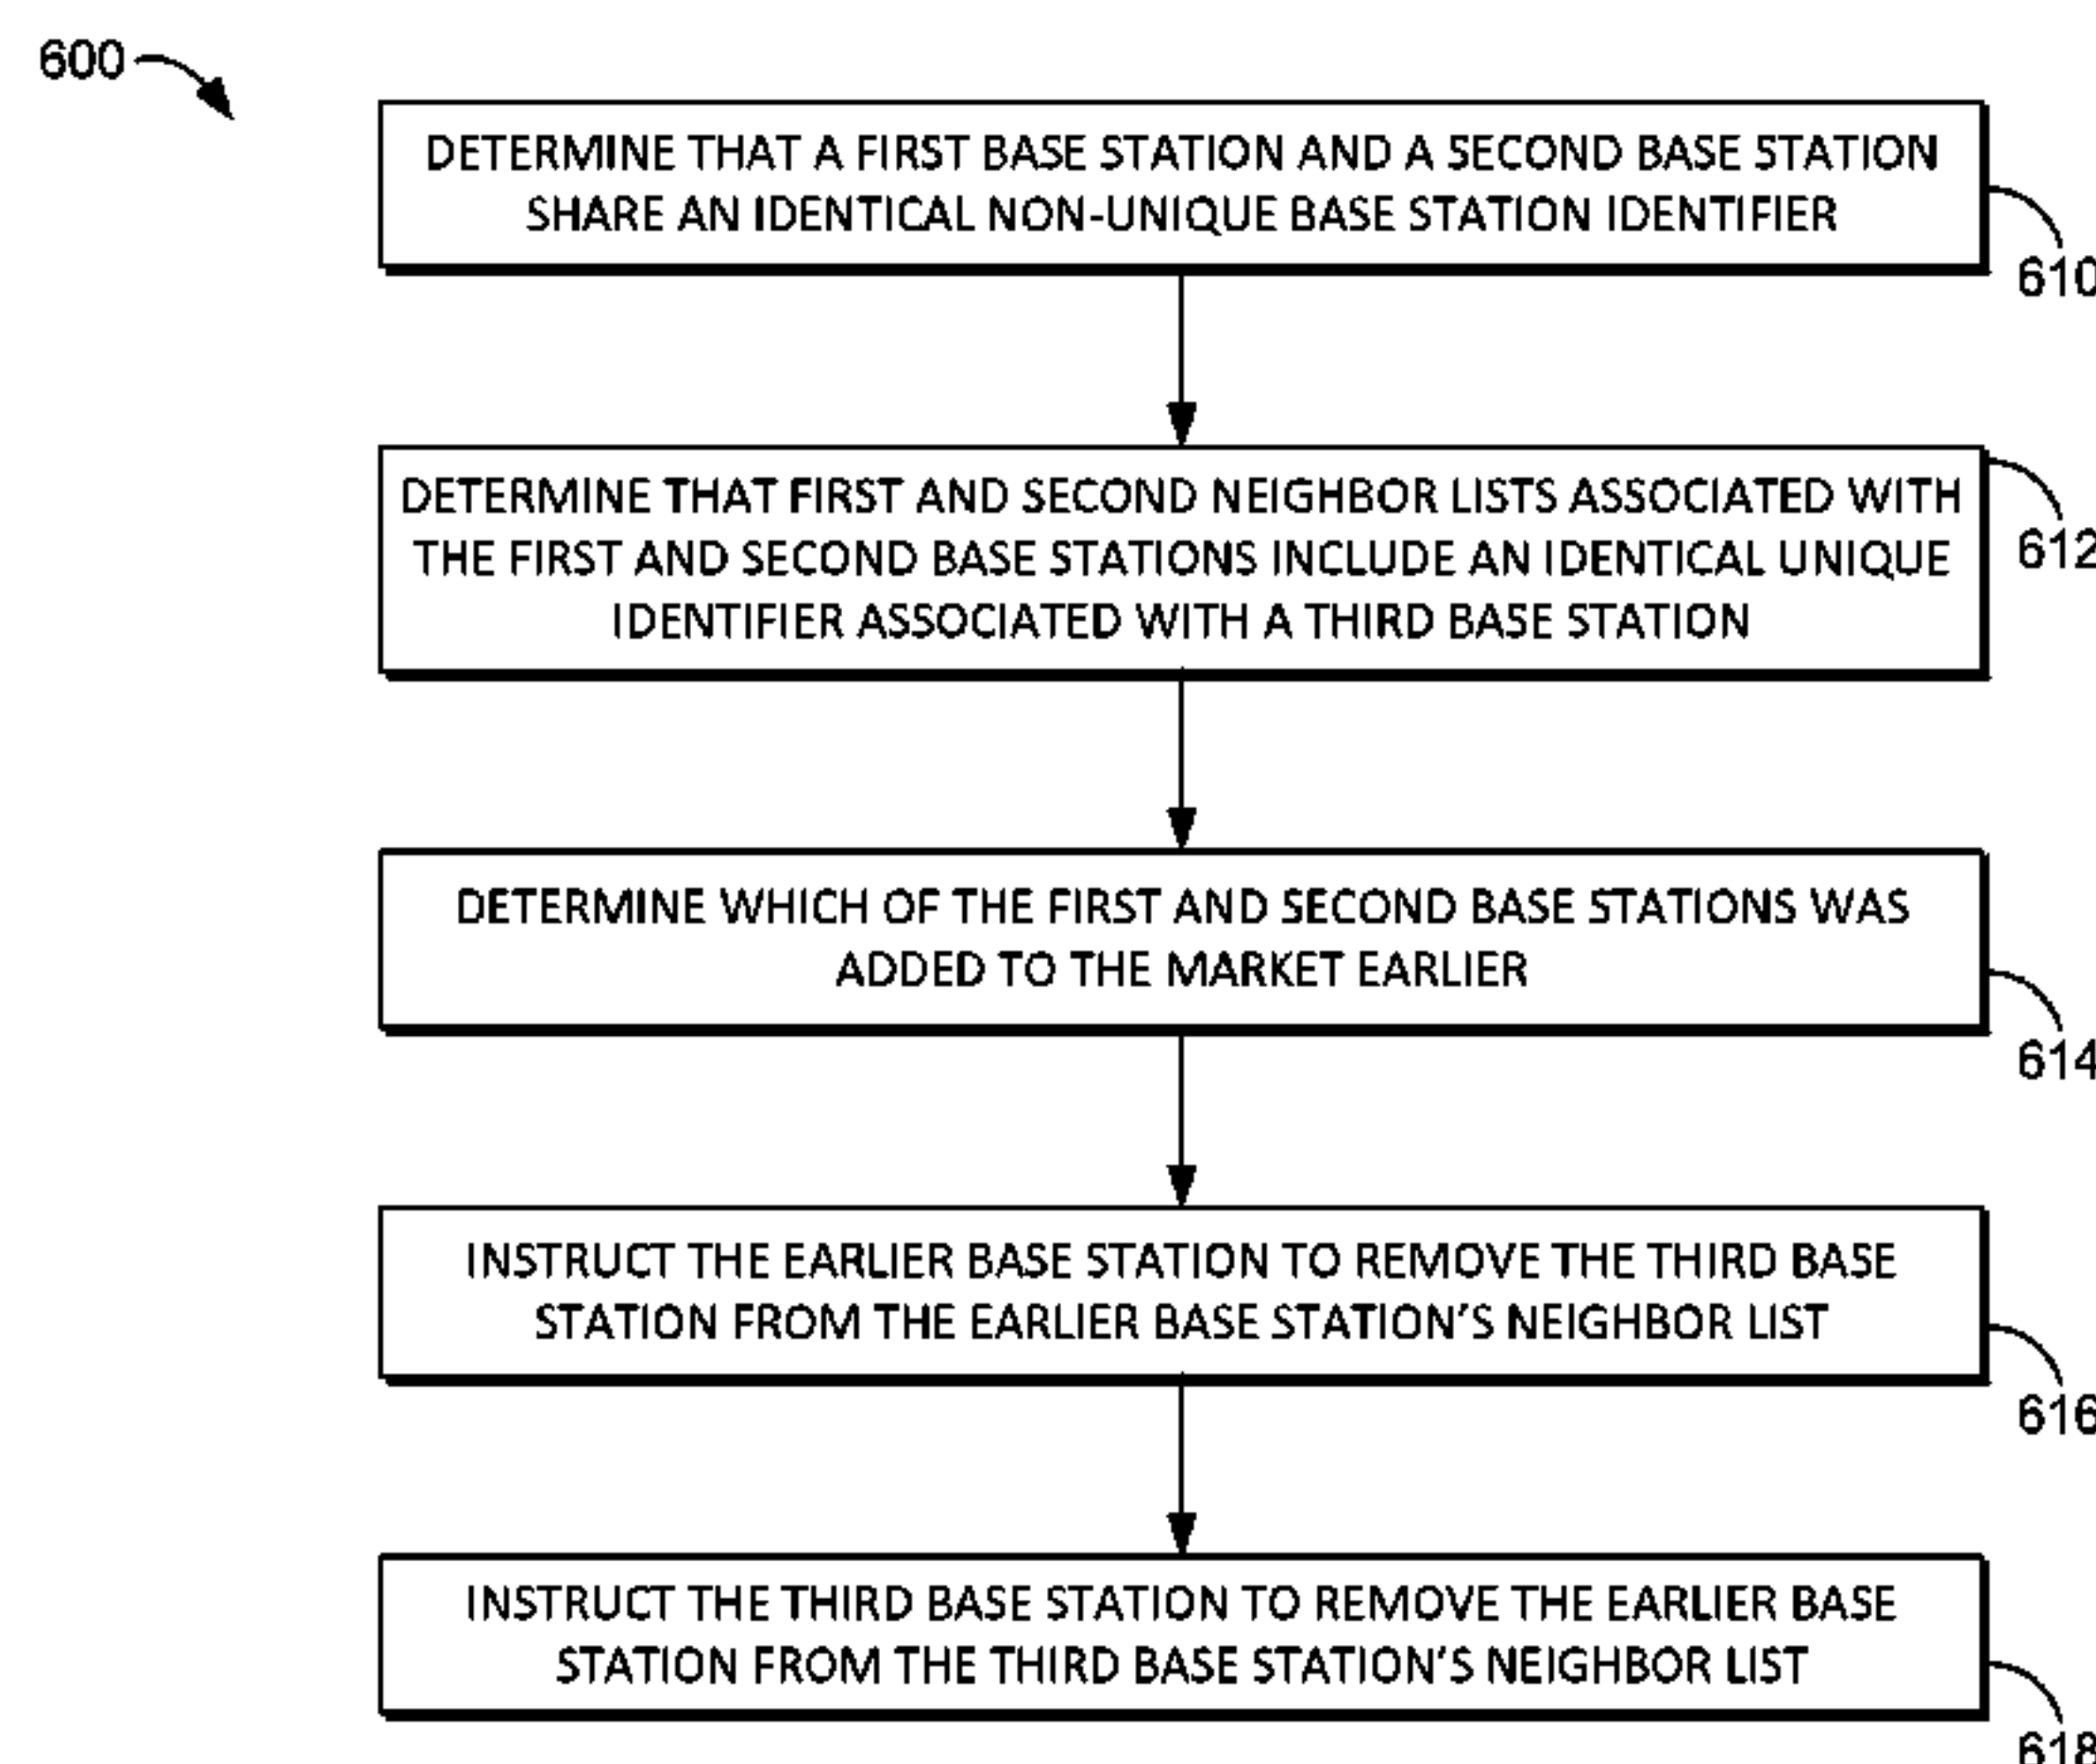 600
DETERMINE THAT A FIRST BASE STATION AND A SECOND BASE STATION
SHARE AN IDENTICAL NON-UNIQUE BASE STATION IDENTIFIER
610
DETERMINE THAT FIRST AND SECOND NEIGHBOR LISTS ASSOCIATED WITH
THE FIRST AND SECOND BASE STATIONS INCLUDE AN IDENTICAL UNIQUE
IDENTIFIER ASSOCIATED WITH A THIRD BASE STATION
612
DETERMINE WHICH OF THE FIRST AND SECOND BASE STATIONS WAS
ADDED TO THE MARKET EARLIER
614
INSTRUCT THE EARLIER BASE STATION TO REMOVE THE THIRD BASE
STATION FROM THE EARLIER BASE STATION'S NEIGHBOR LIST
616
INSTRUCT THE THIRD BASE STATION TO REMOVE THE EARLIER BASE
STATION FROM THE THIRD BASE STATION'S NEIGHBOR LIST
618